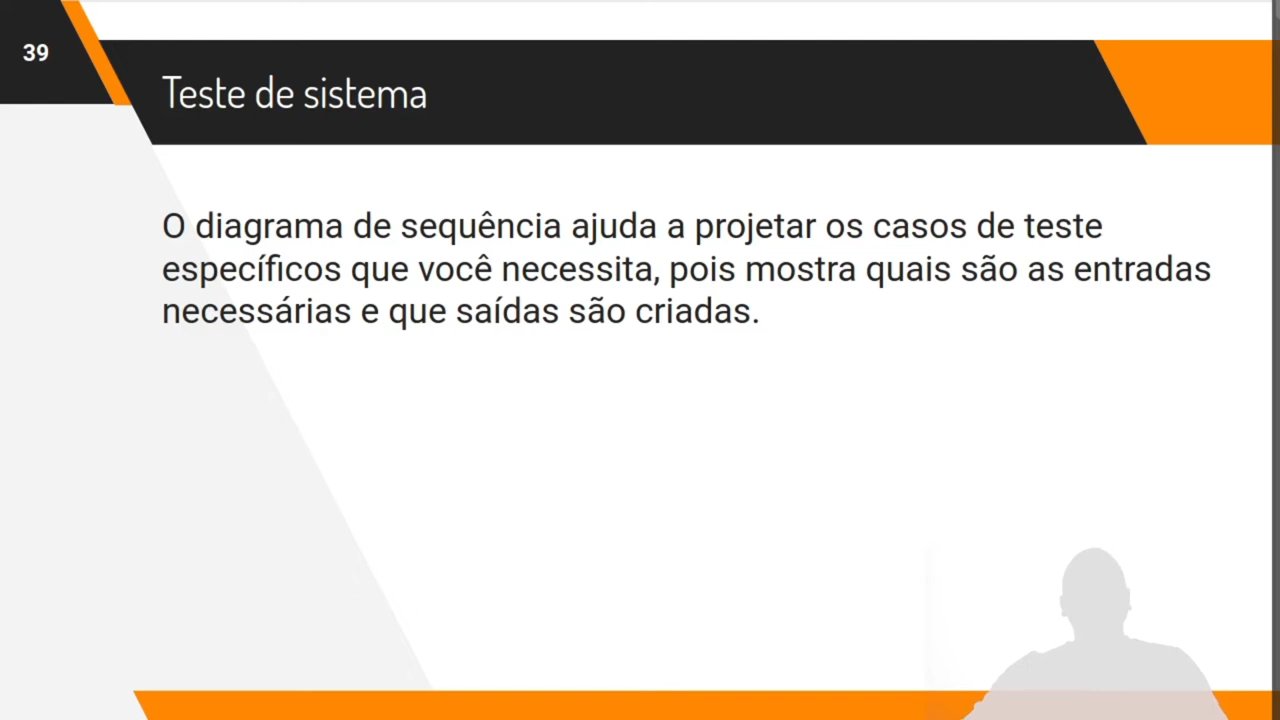 39
Teste de sistema
O diagrama de sequência ajuda a projetar os casos de teste
específicos que você necessita, pois mostra quais são as entradas
necessárias e que saídas são criadas.